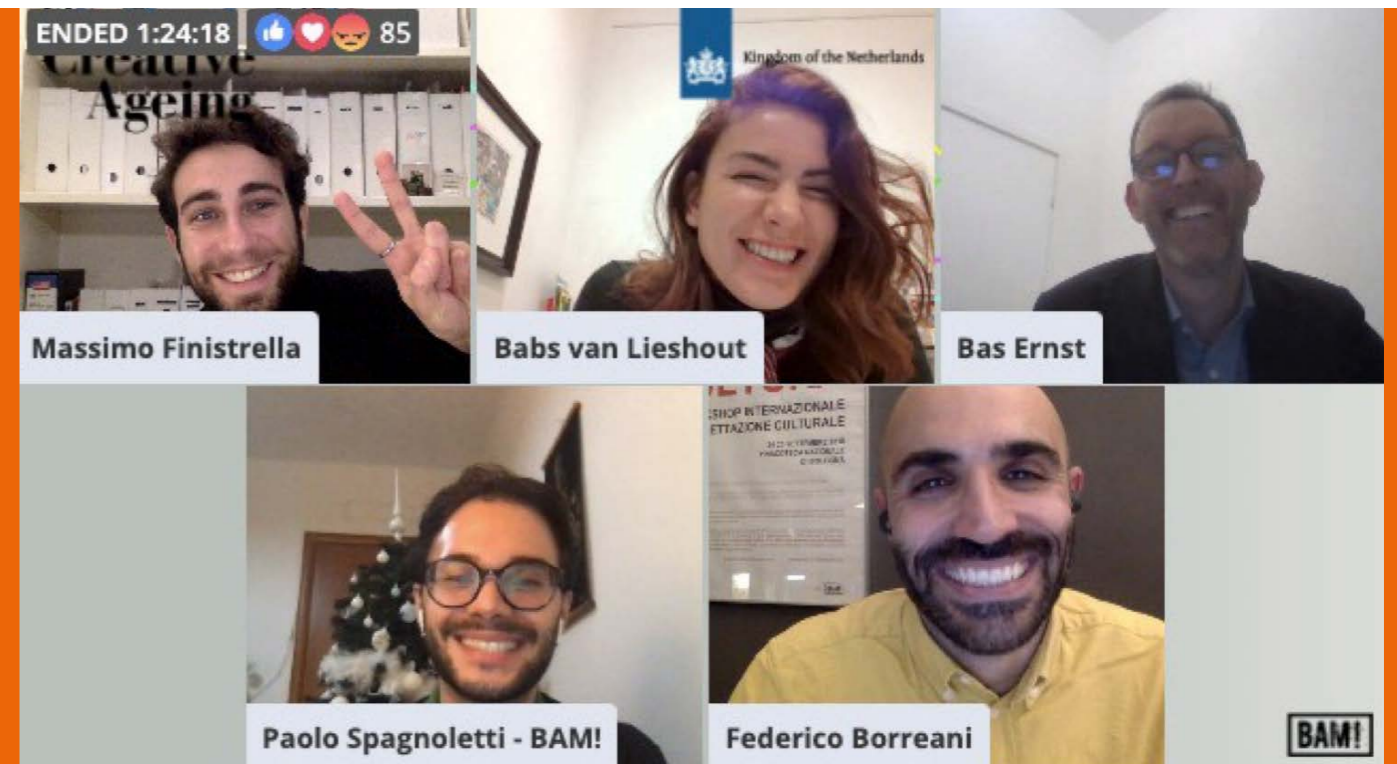 ENDED 1:24:18
85
Creative
Ageing
Kingdom of the Netherlands
Massimo Finistrella
Babs van Lieshout
Bas Ernst
SHOP INTERNAZIONALE
ETTAZIONE CULTURALE
Paolo Spagnoletti - BAM!
Federico Borreani
BAM!